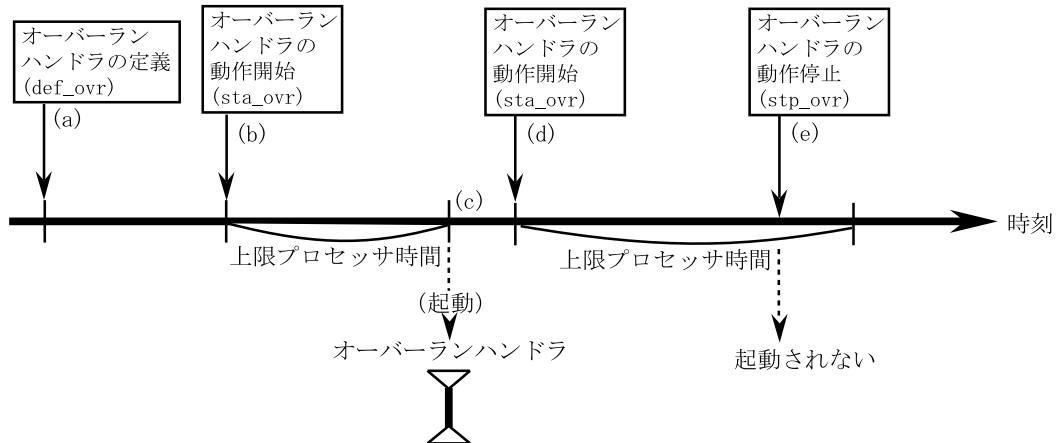 オーバーラン
ハンドラの定義
(def_ovr)
(a)
オーバーラン
ハンドラの
動作開始
(sta_ovr)
(b)
(c)
オーバーラン
ハンドラの
動作開始
(sta_ovr)
(d)
オーバーラン
ハンドラの
動作停止
(stp_ovr)
(e)
時刻
上限プロセッサ時間
上限プロセッサ時間
(起動)
オーバーランハンドラ
起動されない